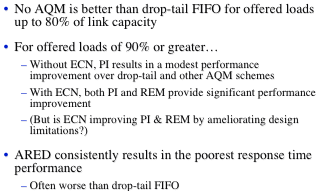 • No AQM is better than drop-tail FIFO for offered loads
up to 80% of link capacity
• For offered loads of 90% or greater…
– Without ECN, PI results in a modest performance
improvement over drop-tail and other AQM schemes
– With ECN, both PI and REM provide significant performance
improvement
– (But is ECN improving PI & REM by ameliorating design
limitations?)
• ARED consistently results in the poorest response time
performance
– Often worse than drop-tail FIFO